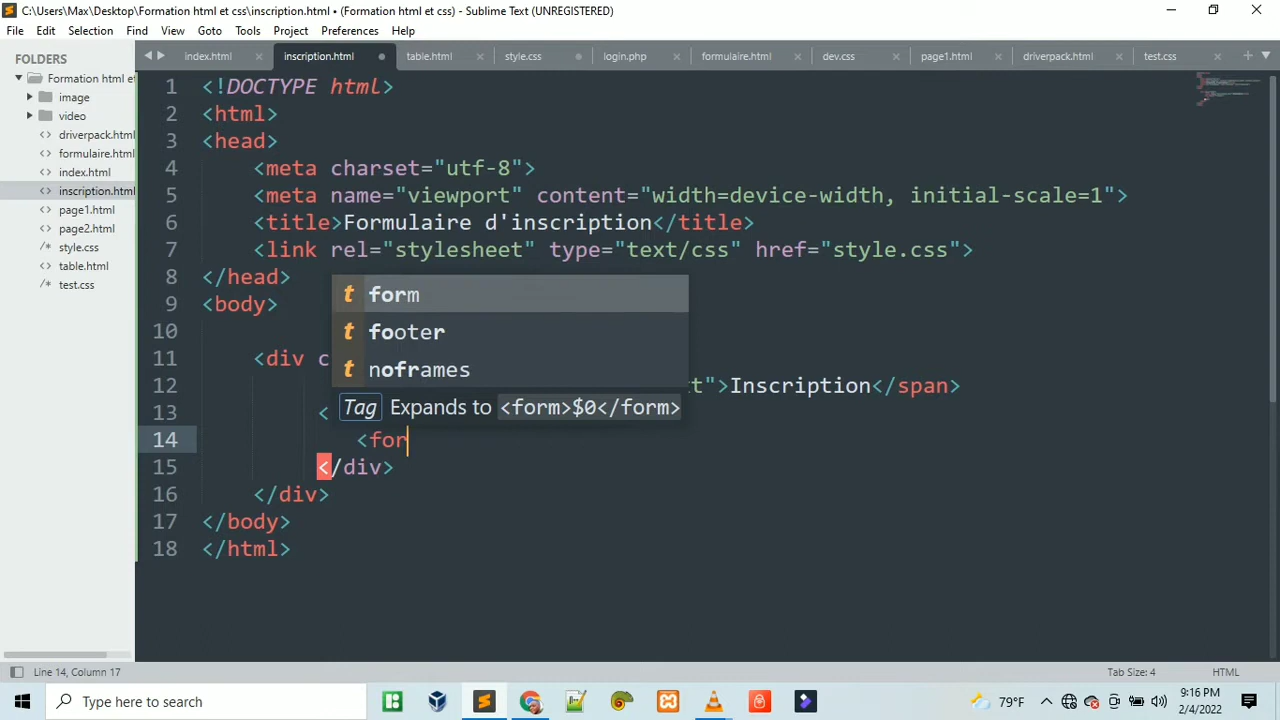 C:\Users\Max\Desktop\Formation html et css\inscription.html • (Formation html et css) - Sublime Text (UNREGISTERED)
File Edit Selection Find View Goto Tools Project Preferences Help
FOLDERS
Formation html et
image
video
driverpack.html
formulaire.html
index.html
inscription.html
page1.html
page2.html
style.css
table.html
test.css
index.html inscription.html table.html style.css login.php formulaire.html dev.css page1.html driverpack.html test.css
1 <!DOCTYPE html>
2 <html>
3 <head>
4 <meta charset="utf-8">
5 <meta name="viewport" content="width=device-width, initial-scale=1">
6 <title>Formulaire d'inscription</title>
7 <link rel="stylesheet" type="text/css" href="style.css">
8 </head>
9 <body>
10
11 <div c
12 t">Inscription</span>
13 <
14 <for
15 </div>
16 </div>
17 </body>
18 </html>
t form
t footer
t noframes
Tag Expands to <form>$0</form>
Line 14, Column 17
Tab Size: 4 HTML
Type here to search
79°F
9:16 PM
2/4/2022